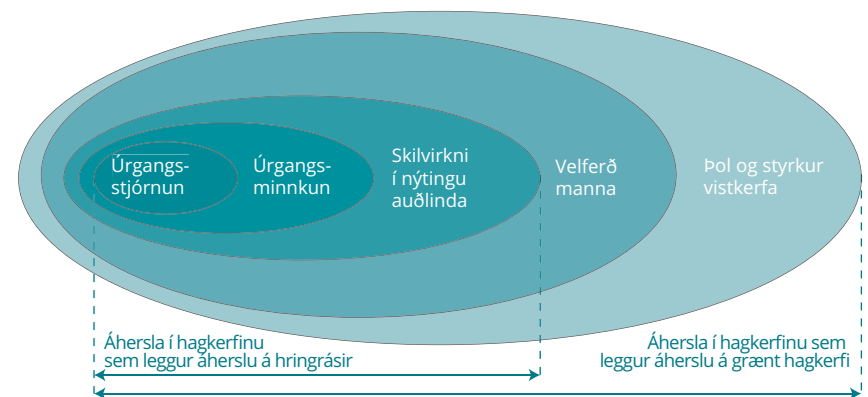 Úrgangs-
stjórnun
Úrgangs-
minnkun
Skilvirkni
í nýtingu
auðlinda
Velferð
manna
Þol og styrkur
vistkerfa
Áhersla í hagkerfinu
sem leggur áherslu á hringrásir
Áhersla í hagkerfinu sem
leggur áherslu á grænt hagkerfi